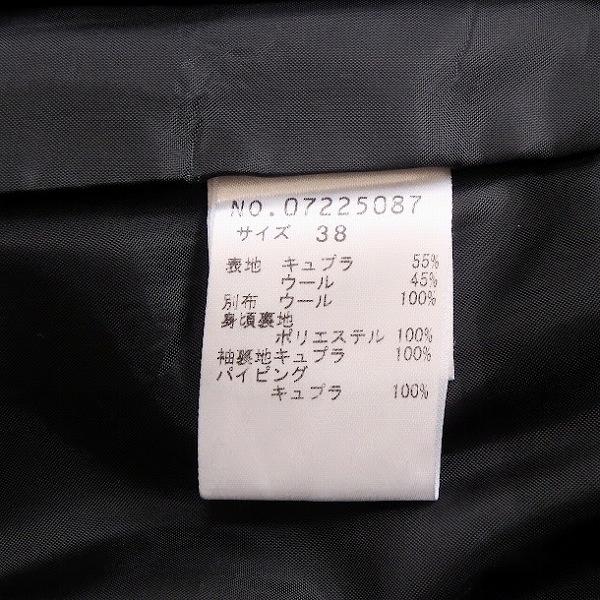 NO.07225087
サイズ 38
表地 キュプラ 55%
ウール 45%
別布 ウール 100%
身頃裏地
ポリエステル 100%
袖裏地キュプラ 100%
パイピング
キュプラ 100%